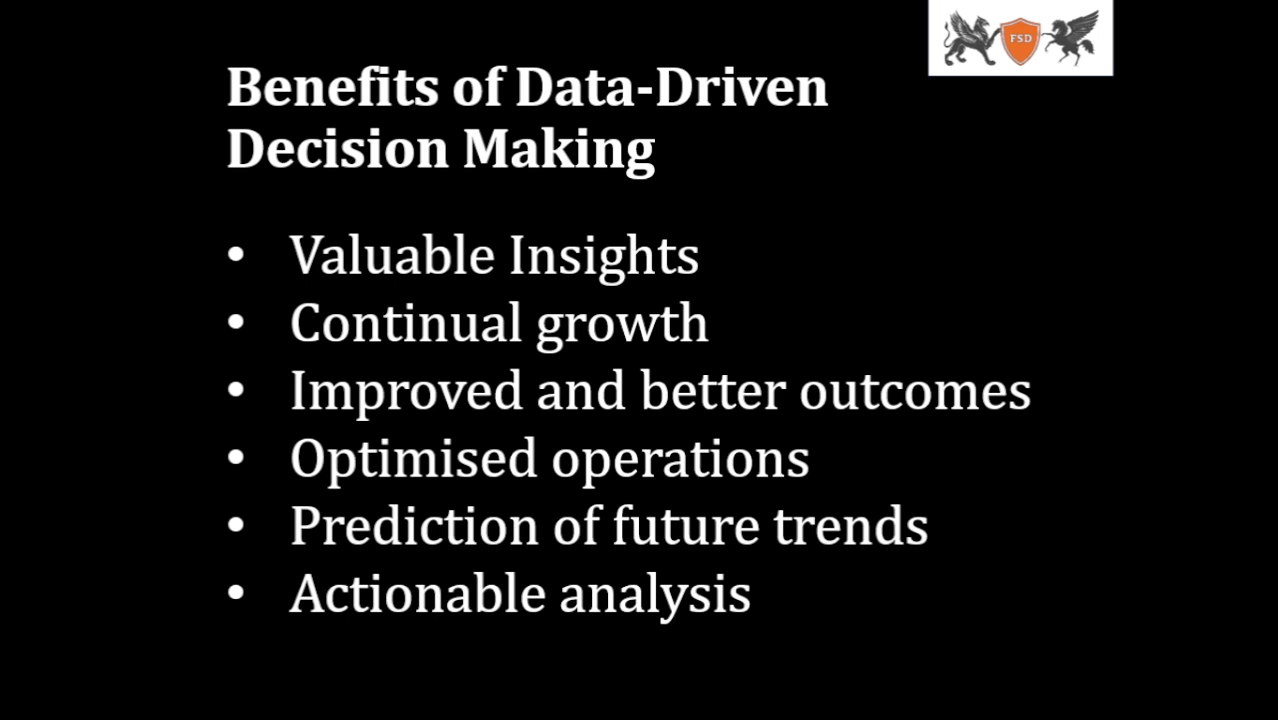 FSD
Benefits of Data-Driven
Decision Making
• Valuable Insights
• Continual growth
• Improved and better outcomes
• Optimised operations
• Prediction of future trends
• Actionable analysis